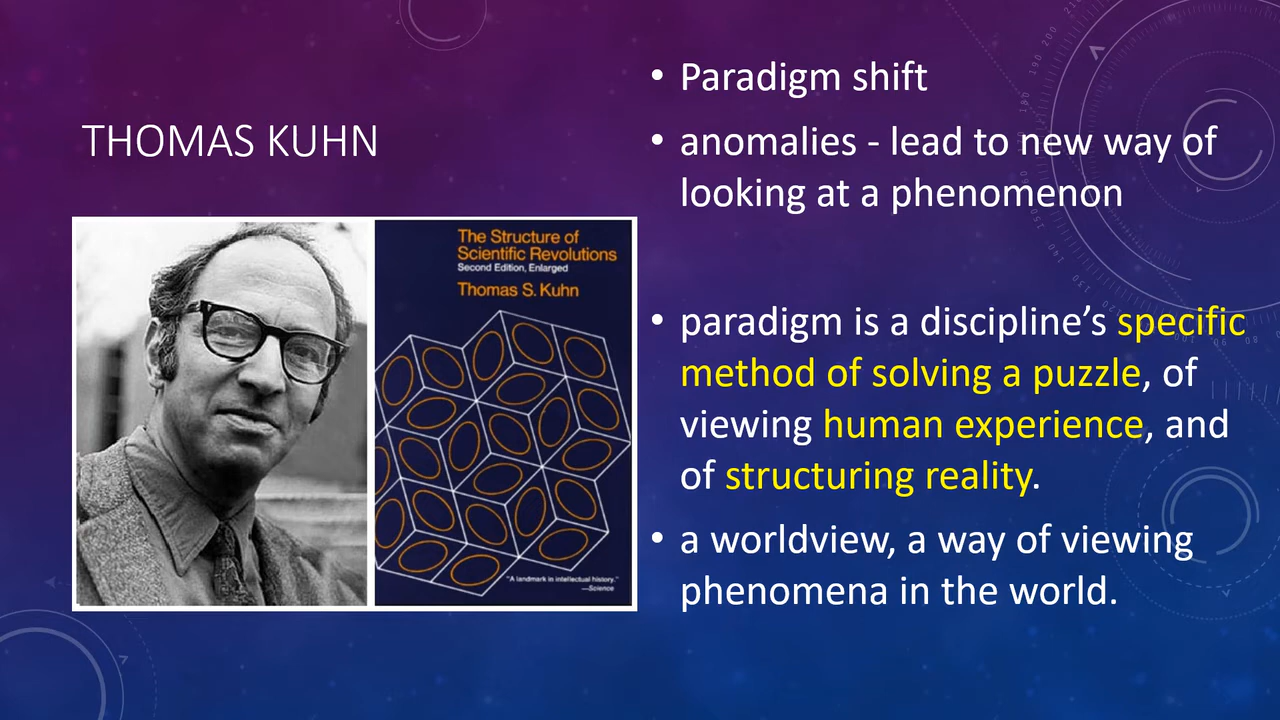 THOMAS KUHN
The Structure of
Scientific Revolutions
Second Edition, Enlarged
Thomas S. Kuhn
"A landmark in intellectual history."
—Science
• Paradigm shift
• anomalies - lead to new way of
looking at a phenomenon
• paradigm is a discipline’s specific
method of solving a puzzle, of
viewing human experience, and
of structuring reality.
• a worldview, a way of viewing
phenomena in the world.